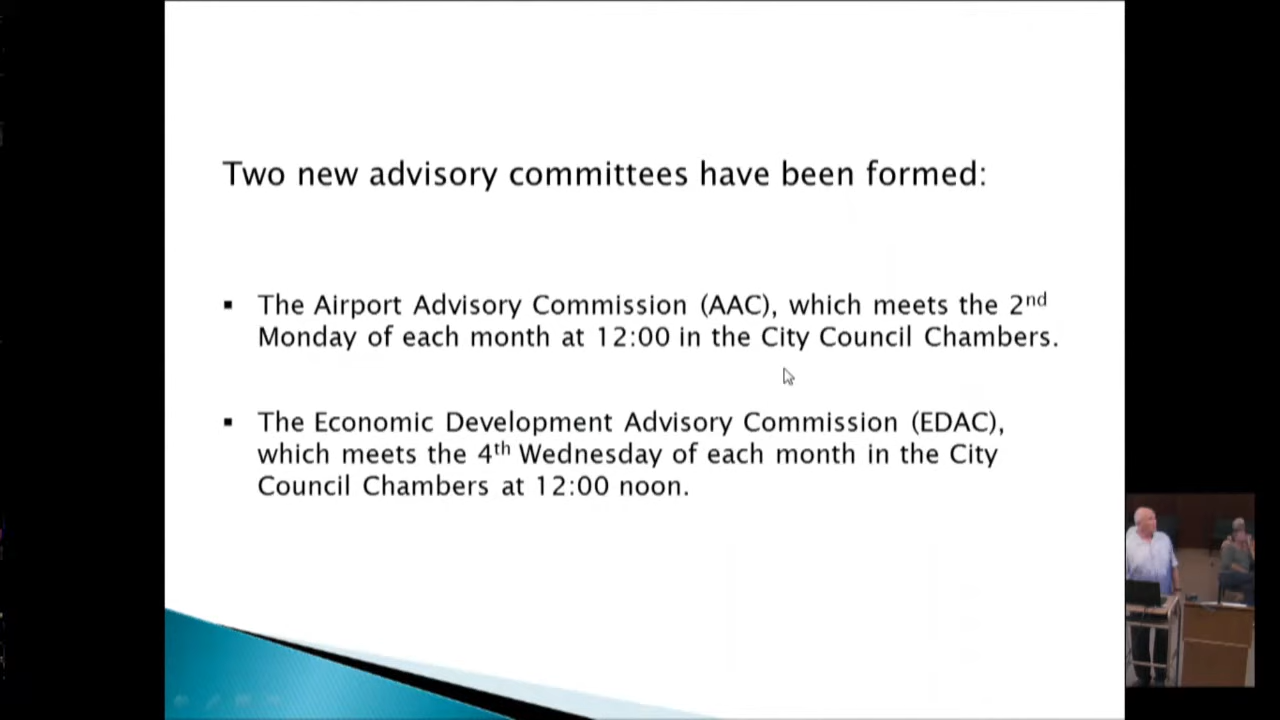 Two new advisory committees have been formed:
▪ The Airport Advisory Commission (AAC), which meets the 2nd
Monday of each month at 12:00 in the City Council Chambers.
▪ The Economic Development Advisory Commission (EDAC),
which meets the 4th Wednesday of each month in the City
Council Chambers at 12:00 noon.